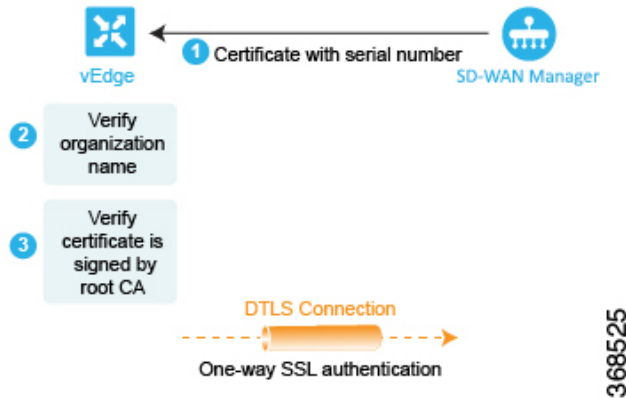 1 Certificate with serial number
vEdge
SD-WAN Manager
2
Verify
organization
name
3
Verify
certificate is
signed by
root CA
DTLS Connection
One-way SSL authentication
368525